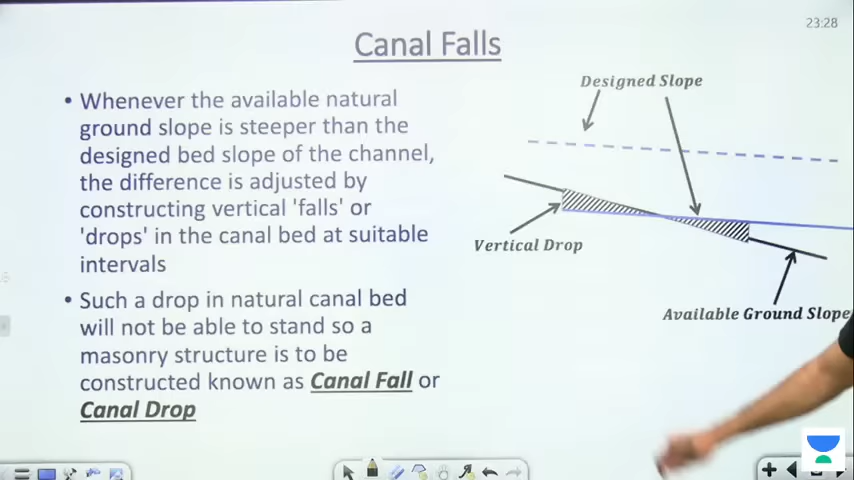 23:28
Canal Falls
• Whenever the available natural
ground slope is steeper than the
designed bed slope of the channel,
the difference is adjusted by
constructing vertical 'falls' or
'drops' in the canal bed at suitable
intervals
• Such a drop in natural canal bed
will not be able to stand so a
masonry structure is to be
constructed known as Canal Fall or
Canal Drop
Designed Slope
Vertical Drop
Available Ground Slope